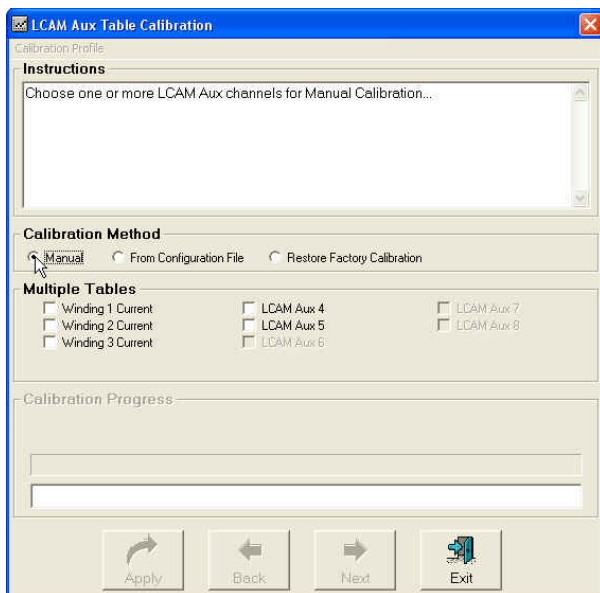 LCAM Aux Table Calibration
Calibration Profile
Instructions
Choose one or more LCAM Aux channels for Manual Calibration...
Calibration Method
Manual From Configuration File Restore Factory Calibration
Multiple Tables
Winding 1 Current LCAM Aux 4 LCAM Aux 7
Winding 2 Current LCAM Aux 5 LCAM Aux 8
Winding 3 Current LCAM Aux 6
Calibration Progress
Apply Back Next Exit